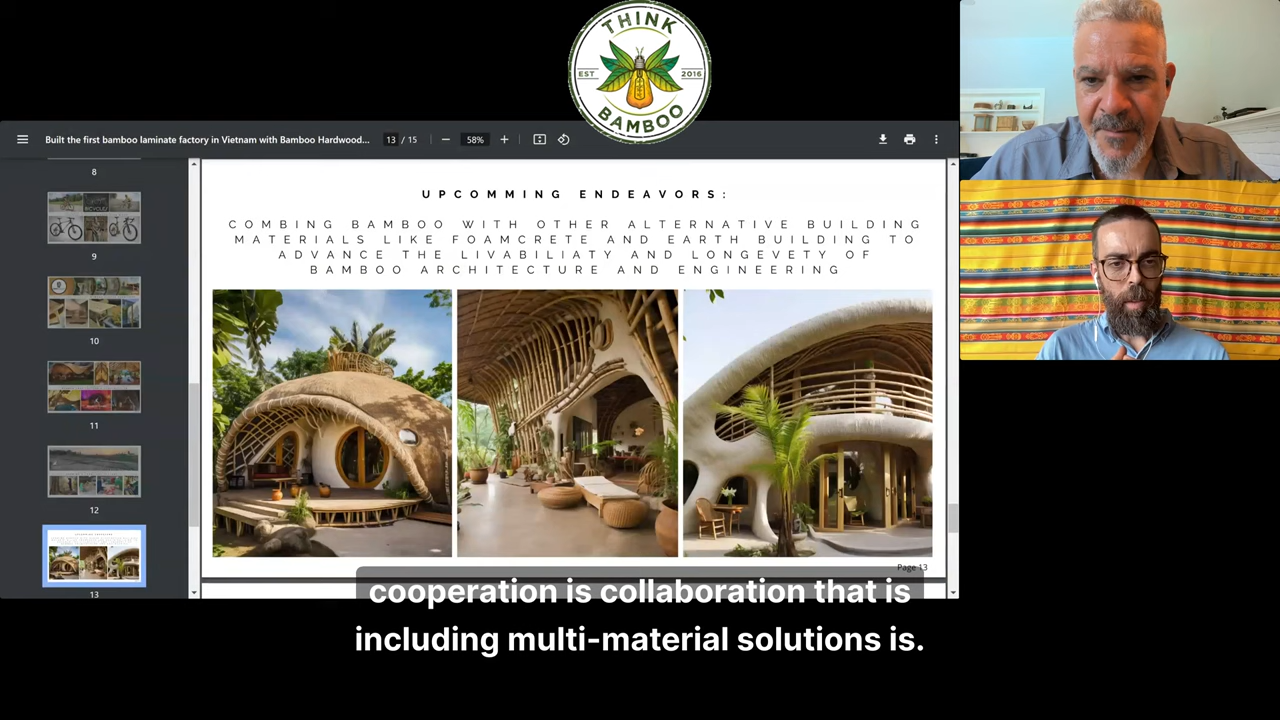 THINK
EST 2016
BAMBOO
Built the first bamboo laminate factory in Vietnam with Bamboo Hardwood... 13 / 15 58%
8
9
10
11
12
13
UPCOMMING ENDEAVORS:
COMBING BAMBOO WITH OTHER ALTERNATIVE BUILDING
MATERIALS LIKE FOAMCRETE AND EARTH BUILDING TO
ADVANCE THE LIVABILIATY AND LONGEVETY OF
BAMBOO ARCHITECTURE AND ENGINEERING
Page 13
cooperation is collaboration that is
including multi-material solutions is.